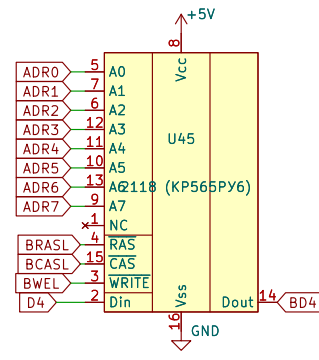 +5V
8
Vcc
ADR0 5 A0
ADR1 7 A1
U45
ADR2 6 A2
ADR3 12 A3
ADR4 11 A4
ADR5 10 A5
ADR6 13 A6 2118 (КР565РУ6)
ADR7 9 A7
1 NC
BRASL 4 RAS
BCASL 15 CAS
BWEL 3 WRITE
D4 2 Din
Vss
Dout 14 BD4
16
GND